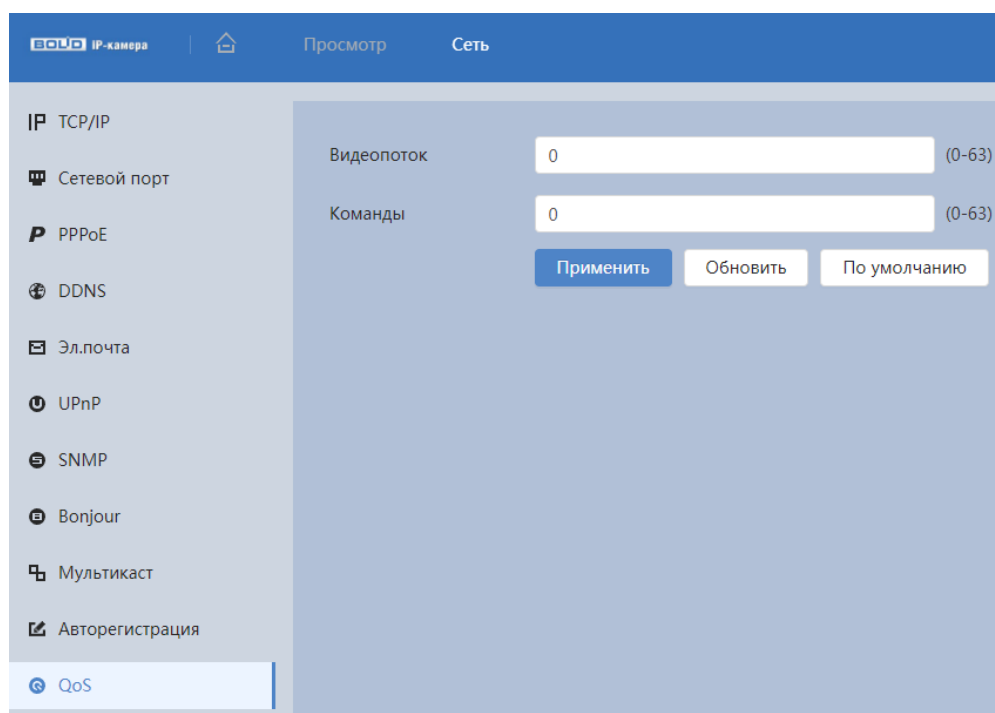 BOLID IP-камера Просмотр Сеть
TCP/IP
Сетевой порт
PPPoE
DDNS
Эл.почта
UPnP
SNMP
Bonjour
Мультикаст
Авторегистрация
QoS
Видеопоток 0 (0-63)
Команды 0 (0-63)
Применить Обновить По умолчанию